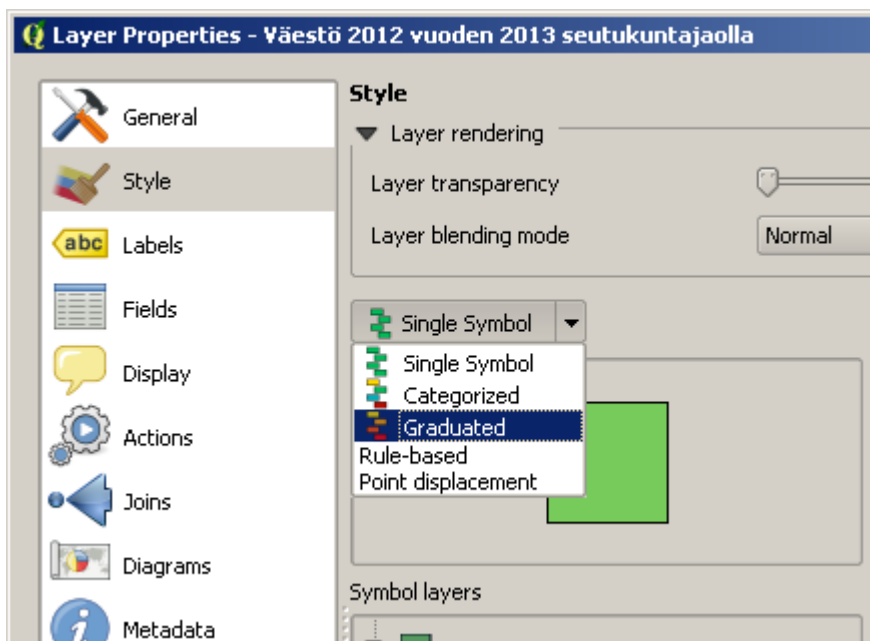 Layer Properties - Väestö 2012 vuoden 2013 seutukuntajaolla
General
Style
Labels
Fields
Display
Actions
Joins
Diagrams
Metadata
abc
Style
Layer rendering
Layer transparency
Layer blending mode
Normal
Single Symbol
Single Symbol
Categorized
Graduated
Rule-based
Point displacement
Symbol layers